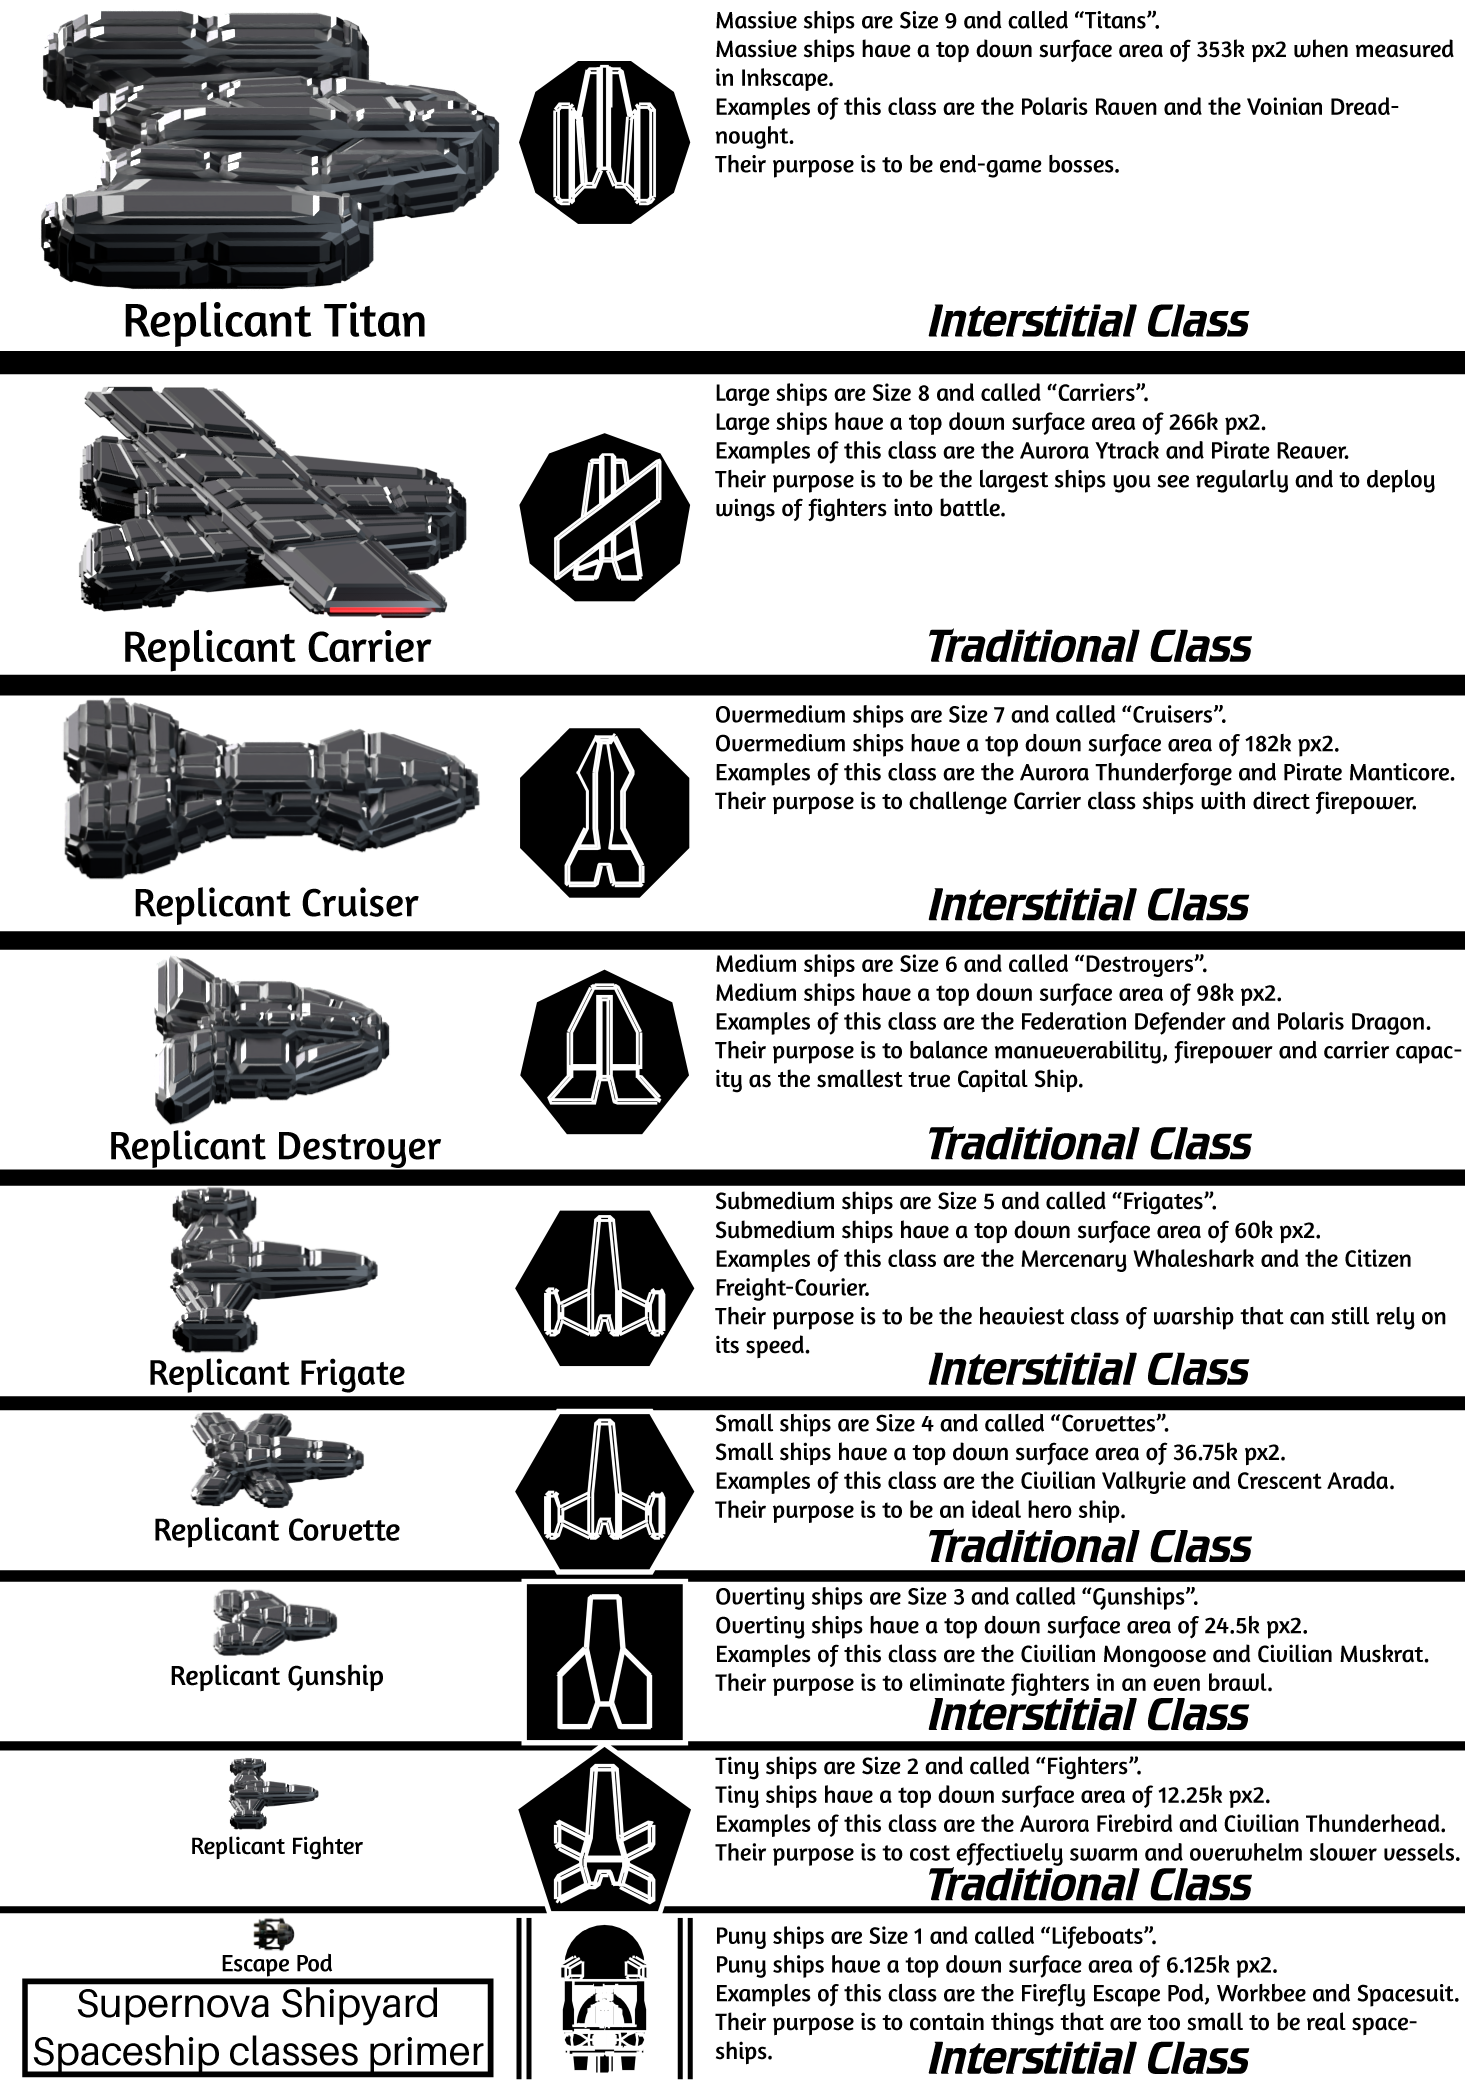 Massive ships are Size 9 and called “Titans”.
Massive ships have a top down surface area of 353k px2 when measured
in Inkscape.
Examples of this class are the Polaris Raven and the Voinian Dread-
nought.
Their purpose is to be end-game bosses.
Replicant Titan
Interstitial Class
Large ships are Size 8 and called “Carriers”.
Large ships have a top down surface area of 266k px2.
Examples of this class are the Aurora Ytrack and Pirate Reaver.
Their purpose is to be the largest ships you see regularly and to deploy
wings of fighters into battle.
Replicant Carrier
Traditional Class
Overmedium ships are Size 7 and called “Cruisers”.
Overmedium ships have a top down surface area of 182k px2.
Examples of this class are the Aurora Thunderforge and Pirate Manticore.
Their purpose is to challenge Carrier class ships with direct firepower.
Replicant Cruiser
Interstitial Class
Medium ships are Size 6 and called “Destroyers”.
Medium ships have a top down surface area of 98k px2.
Examples of this class are the Federation Defender and Polaris Dragon.
Their purpose is to balance manueverability, firepower and carrier capac-
ity as the smallest true Capital Ship.
Replicant Destroyer
Traditional Class
Submedium ships are Size 5 and called “Frigates”.
Submedium ships have a top down surface area of 60k px2.
Examples of this class are the Mercenary Whaleshark and the Citizen
Freight-Courier.
Their purpose is to be the heaviest class of warship that can still rely on
its speed.
Replicant Frigate
Interstitial Class
Small ships are Size 4 and called “Corvettes”.
Small ships have a top down surface area of 36.75k px2.
Examples of this class are the Civilian Valkyrie and Crescent Arada.
Their purpose is to be an ideal hero ship.
Replicant Corvette
Traditional Class
Overtiny ships are Size 3 and called “Gunships”.
Overtiny ships have a top down surface area of 24.5k px2.
Examples of this class are the Civilian Mongoose and Civilian Muskrat.
Their purpose is to eliminate fighters in an even brawl.
Replicant Gunship
Interstitial Class
Tiny ships are Size 2 and called “Fighters”.
Tiny ships have a top down surface area of 12.25k px2.
Examples of this class are the Aurora Firebird and Civilian Thunderhead.
Their purpose is to cost effectively swarm and overwhelm slower vessels.
Replicant Fighter
Traditional Class
Puny ships are Size 1 and called “Lifeboats”.
Puny ships have a top down surface area of 6.125k px2.
Examples of this class are the Firefly Escape Pod, Workbee and Spacesuit.
Their purpose is to contain things that are too small to be real space-
ships.
Escape Pod
Interstitial Class
Supernova Shipyard
Spaceship classes primer